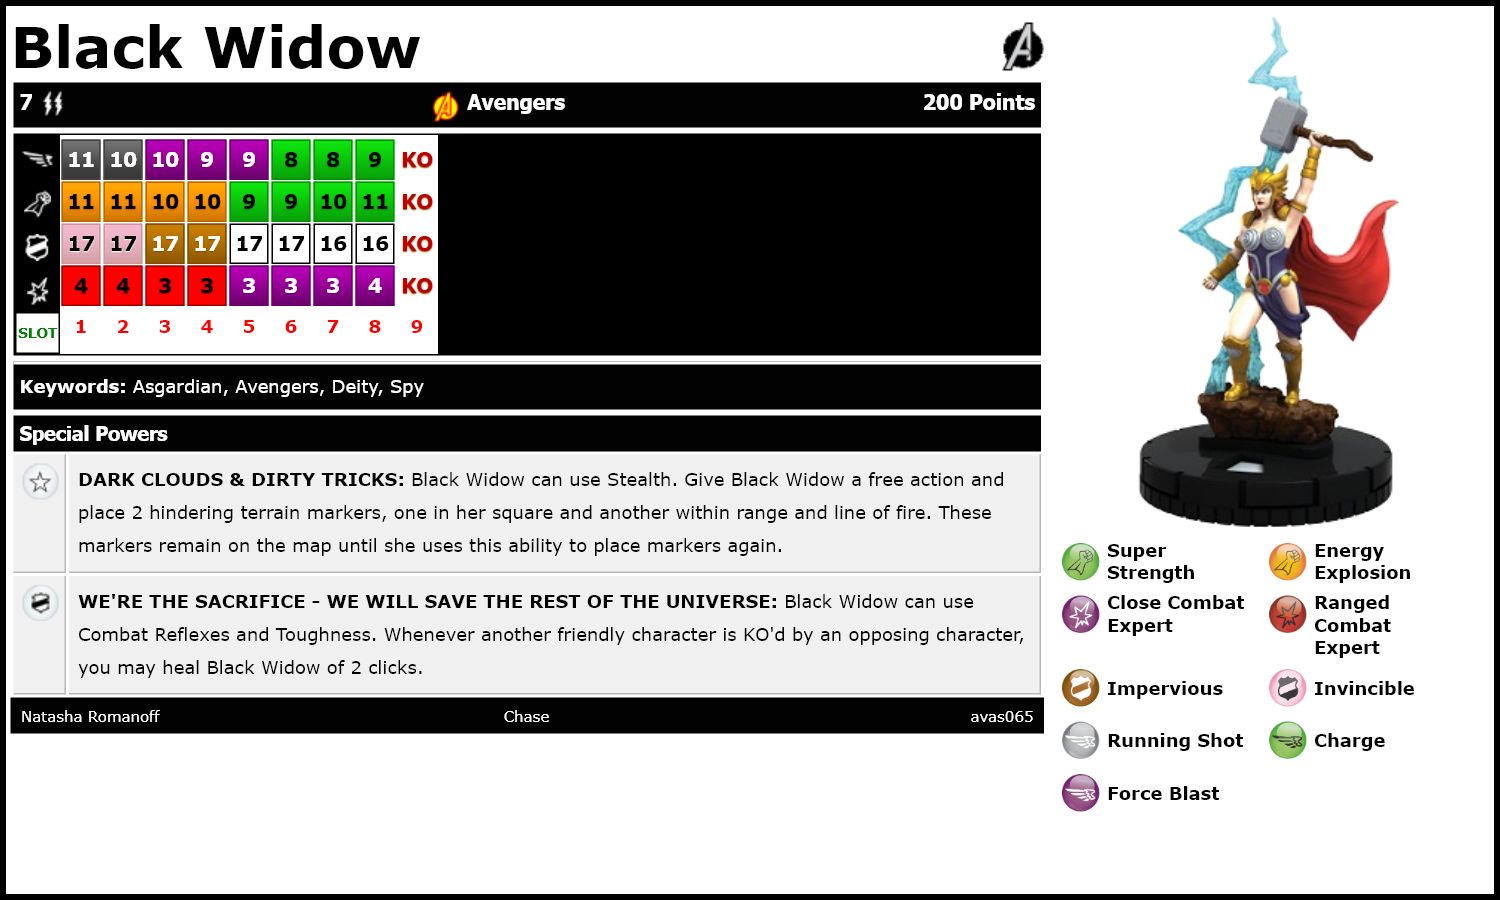 Black Widow
7 Avengers 200 Points
11 10 10 9 9 8 8 9 KO
11 11 10 10 9 9 10 11 KO
17 17 17 17 17 17 16 16 KO
4 4 3 3 3 3 3 4 KO
SLOT 1 2 3 4 5 6 7 8 9
Keywords: Asgardian, Avengers, Deity, Spy
Special Powers
DARK CLOUDS & DIRTY TRICKS: Black Widow can use Stealth. Give Black Widow a free action and
place 2 hindering terrain markers, one in her square and another within range and line of fire. These
markers remain on the map until she uses this ability to place markers again.
WE'RE THE SACRIFICE - WE WILL SAVE THE REST OF THE UNIVERSE: Black Widow can use
Combat Reflexes and Toughness. Whenever another friendly character is KO'd by an opposing character,
you may heal Black Widow of 2 clicks.
Natasha Romanoff Chase avas065
Super
Strength
Energy
Explosion
Close Combat
Expert
Ranged
Combat
Expert
Impervious
Invincible
Running Shot
Charge
Force Blast